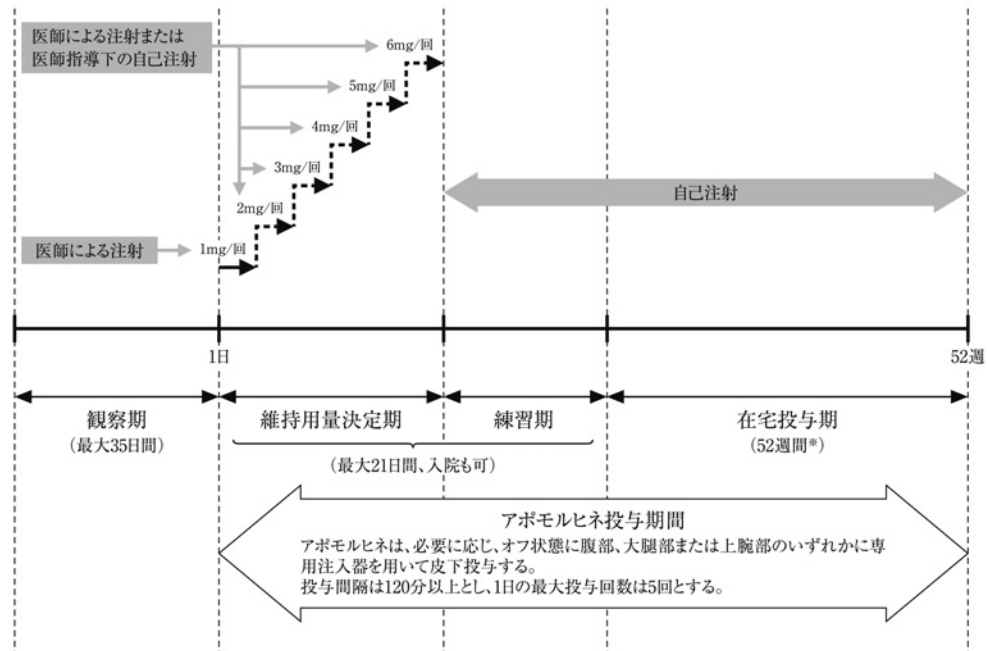 医師による注射または
医師指導下の自己注射
6mg/回
5mg/回
4mg/回
3mg/回
2mg/回
自己注射
医師による注射
1mg/回
1日
52週
観察期
(最大35日間)
維持用量決定期
練習期
在宅投与期
(52週間※)
(最大21日間、入院も可)
アポモルヒネ投与期間
アポモルヒネは、必要に応じ、オフ状態に腹部、大腿部または上腕部のいずれかに専
用注入器を用いて皮下投与する。
投与間隔は120分以上とし、1日の最大投与回数は5回とする。